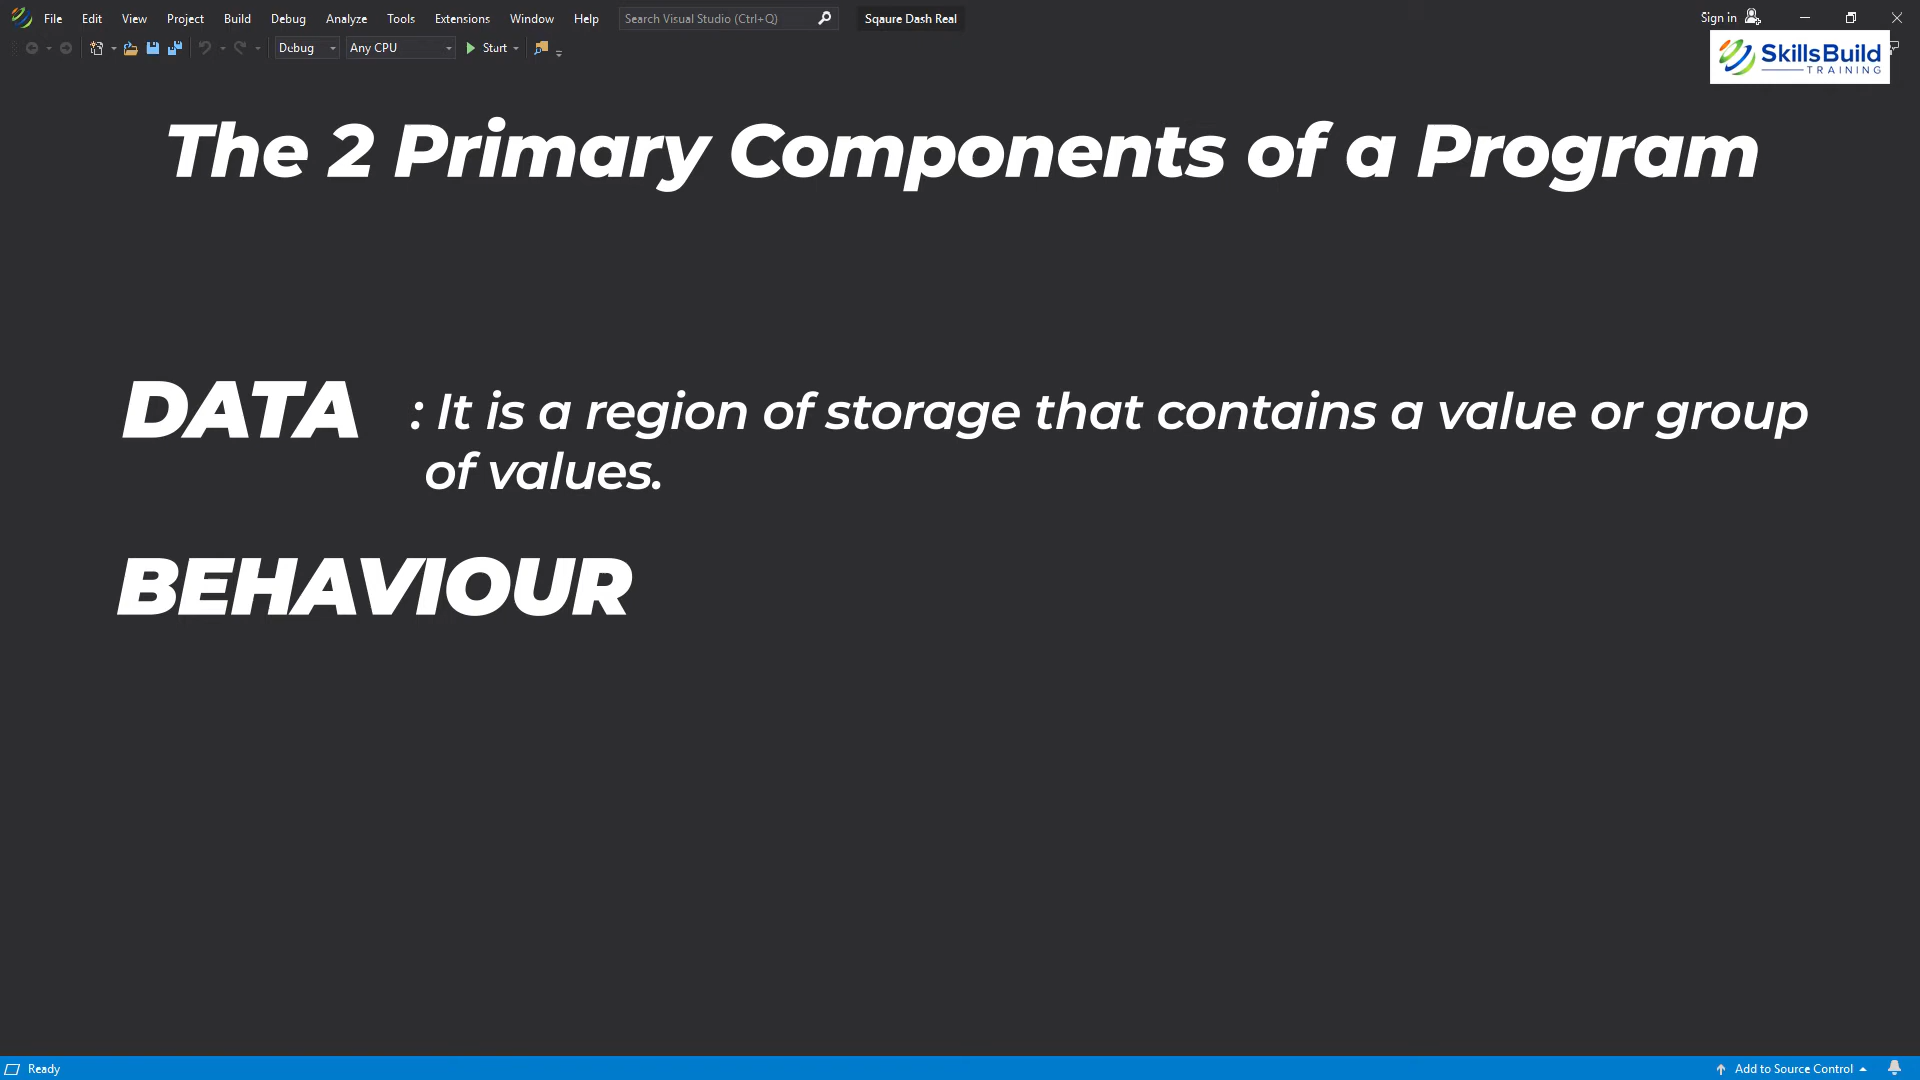 File Edit View Project Build Debug Analyze Tools Extensions Window Help Search Visual Studio (Ctrl+Q) Sqaure Dash Real Sign in
Debug Any CPU Start
SkillsBuild
TRAINING
The 2 Primary Components of a Program
DATA : It is a region of storage that contains a value or group
of values.
BEHAVIOUR
Ready Add to Source Control